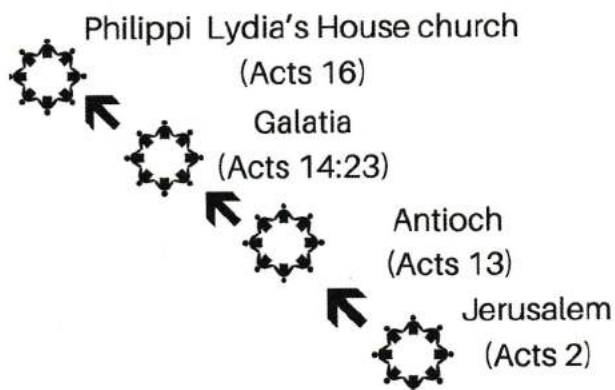 Philippi Lydia's House church
(Acts 16)
Galatia
(Acts 14:23)
Antioch
(Acts 13)
Jerusalem
(Acts 2)